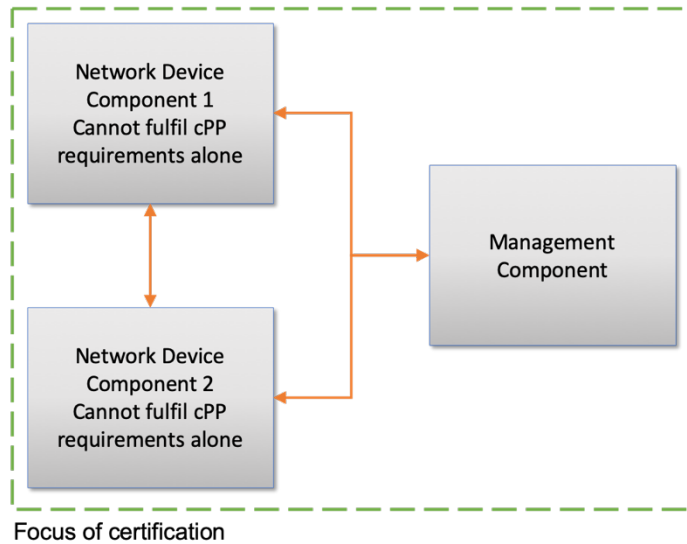 Network Device
Component 1
Cannot fulfil cPP
requirements alone
Management
Component
Network Device
Component 2
Cannot fulfil cPP
requirements alone
Focus of certification